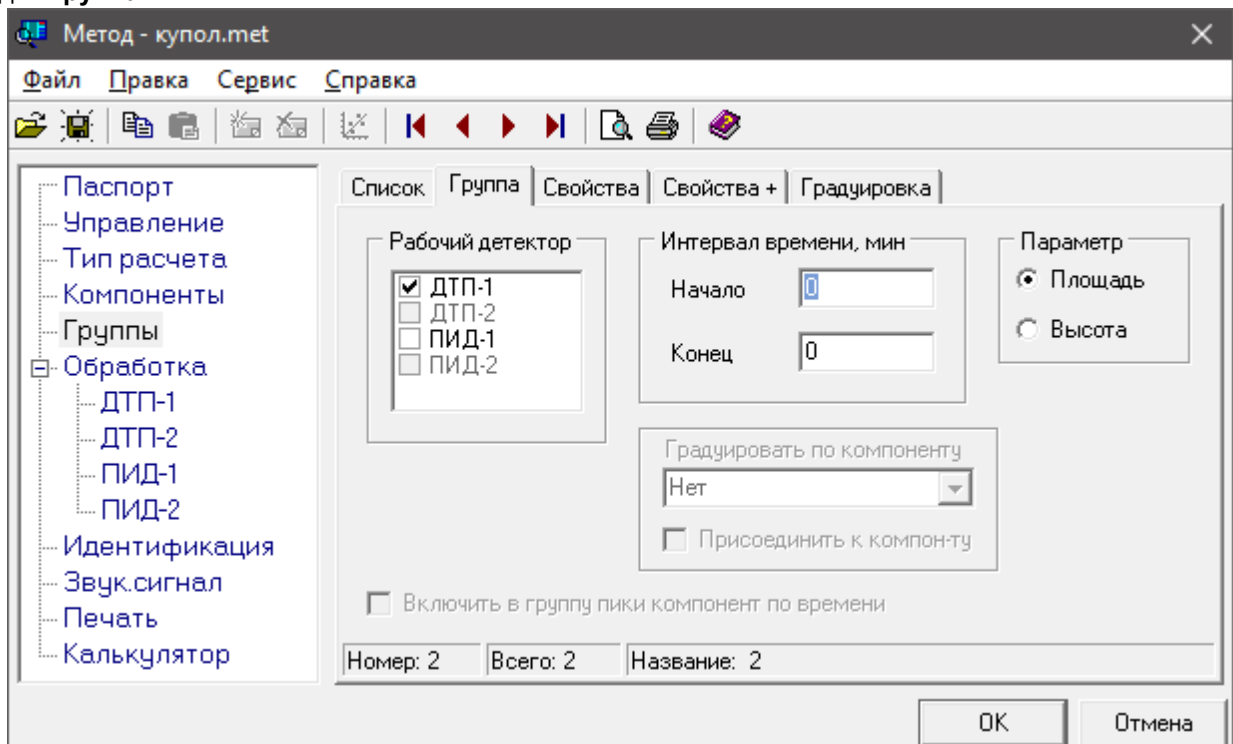 Метод - купол.met
Файл Правка Сервис Справка
Паспорт
Управление
Тип расчета
Компоненты
Группы
Обработка
ДТП-1
ДТП-2
ПИД-1
ПИД-2
Идентификация
Звук.сигнал
Печать
Калькулятор
Список Группа Свойства Свойства + Градуировка
Рабочий детектор
ДТП-1
ДТП-2
ПИД-1
ПИД-2
Интервал времени, мин
Начало 0
Конец 0
Параметр
Площадь
Высота
Градуировать по компоненту
Нет
Присоединить к компон-ту
Включить в группу пики компонент по времени
Номер: 2 Всего: 2 Название: 2
OK Отмена